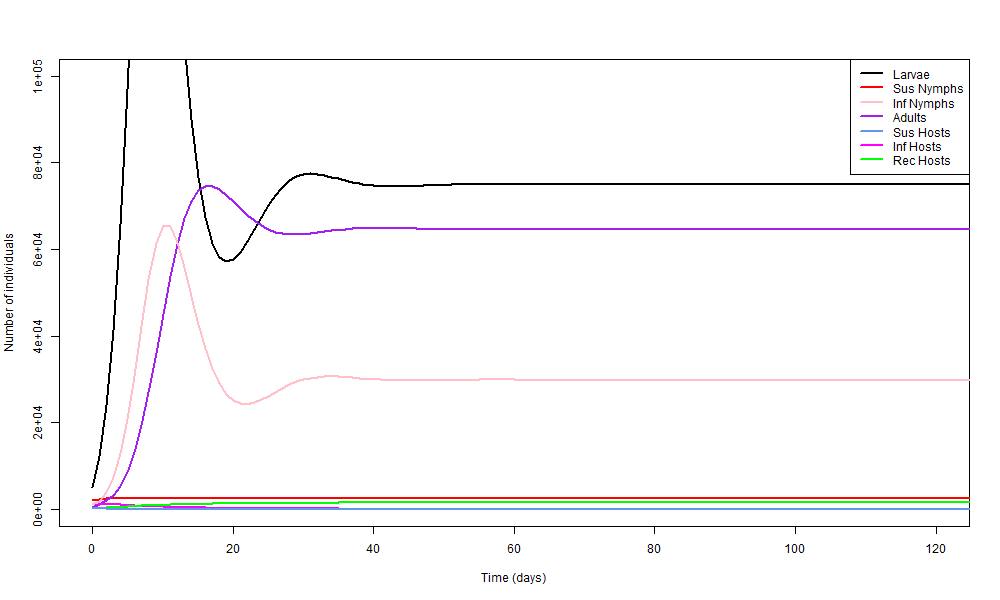 Number of individuals
1e+05
8e+04
6e+04
4e+04
2e+04
0e+00
Larvae
Sus Nymphs
Inf Nymphs
Adults
Sus Hosts
Inf Hosts
Rec Hosts
0 20 40 60 80 100 120
Time (days)